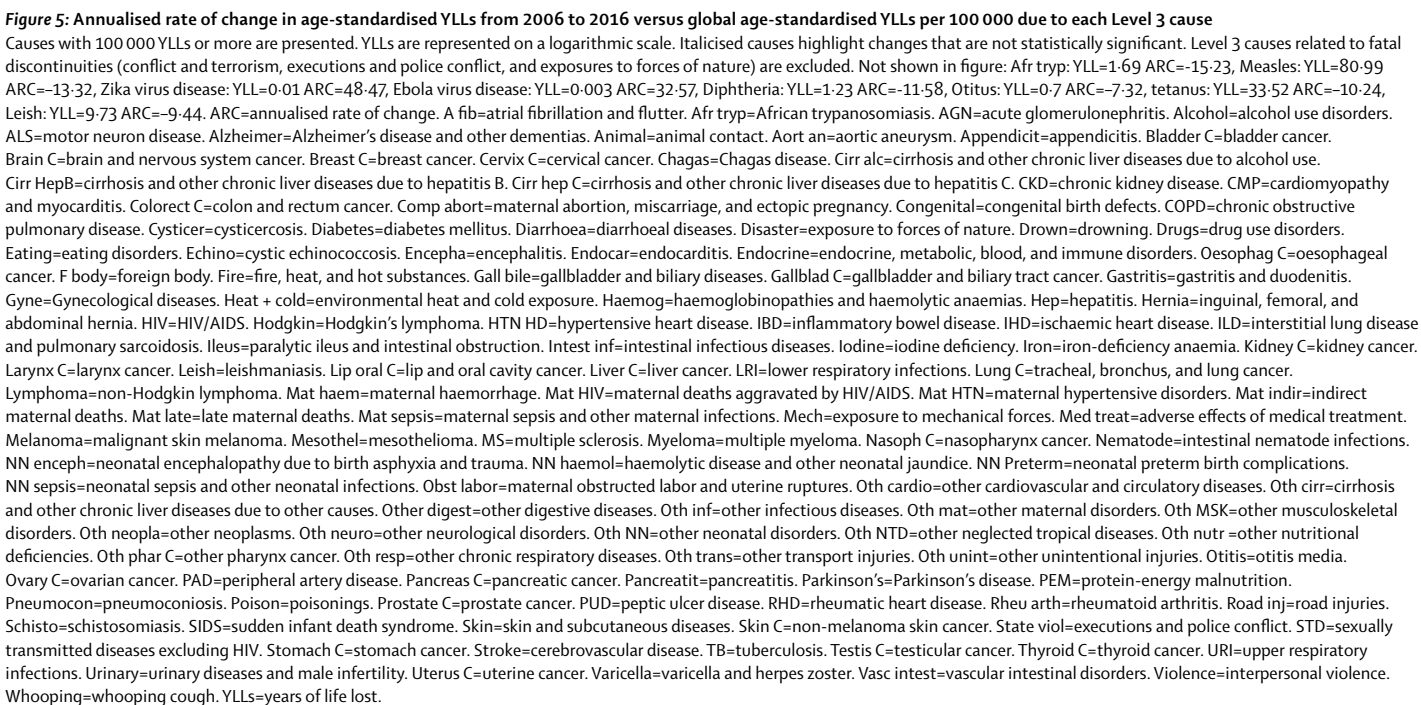 Figure 5: Annualised rate of change in age-standardised YLLs from 2006 to 2016 versus global age-standardised YLLs per 100 000 due to each Level 3 cause
Causes with 100 000 YLLs or more are presented. YLLs are represented on a logarithmic scale. Italicised causes highlight changes that are not statistically significant. Level 3 causes related to fatal
discontinuities (conflict and terrorism, executions and police conflict, and exposures to forces of nature) are excluded. Not shown in figure: Afr tryp: YLL=1·69 ARC=-15·23, Measles: YLL=80·99
ARC=–13·32, Zika virus disease: YLL=0·01 ARC=48·47, Ebola virus disease: YLL=0·003 ARC=32·57, Diphtheria: YLL=1·23 ARC=-11·58, Otitus: YLL=0·7 ARC=–7·32, tetanus: YLL=33·52 ARC=–10·24,
Leish: YLL=9·73 ARC=–9·44. ARC=annualised rate of change. A fib=atrial fibrillation and flutter. Afr tryp=African trypanosomiasis. AGN=acute glomerulonephritis. Alcohol=alcohol use disorders.
ALS=motor neuron disease. Alzheimer=Alzheimer's disease and other dementias. Animal=animal contact. Aort an=aortic aneurysm. Appendicit=appendicitis. Bladder C=bladder cancer.
Brain C=brain and nervous system cancer. Breast C=breast cancer. Cervix C=cervical cancer. Chagas=Chagas disease. Cirr alc=cirrhosis and other chronic liver diseases due to alcohol use.
Cirr HepB=cirrhosis and other chronic liver diseases due to hepatitis B. Cirr hep C=cirrhosis and other chronic liver diseases due to hepatitis C. CKD=chronic kidney disease. CMP=cardiomyopathy
and myocarditis. Colorect C=colon and rectum cancer. Comp abort=maternal abortion, miscarriage, and ectopic pregnancy. Congenital=congenital birth defects. COPD=chronic obstructive
pulmonary disease. Cysticer=cysticercosis. Diabetes=diabetes mellitus. Diarrhoea=diarrhoeal diseases. Disaster=exposure to forces of nature. Drown=drowning. Drugs=drug use disorders.
Eating=eating disorders. Echino=cystic echinococcosis. Encepha=encephalitis. Endocar=endocarditis. Endocrine=endocrine, metabolic, blood, and immune disorders. Oesophag C=oesophageal
cancer. F body=foreign body. Fire=fire, heat, and hot substances. Gall bile=gallbladder and biliary diseases. Gallblad C=gallbladder and biliary tract cancer. Gastritis=gastritis and duodenitis.
Gyne=Gynecological diseases. Heat + cold=environmental heat and cold exposure. Haemog=haemoglobinopathies and haemolytic anaemias. Hep=hepatitis. Hernia=inguinal, femoral, and
abdominal hernia. HIV=HIV/AIDS. Hodgkin=Hodgkin's lymphoma. HTN HD=hypertensive heart disease. IBD=inflammatory bowel disease. IHD=ischaemic heart disease. ILD=interstitial lung disease
and pulmonary sarcoidosis. Ileus=paralytic ileus and intestinal obstruction. Intest inf=intestinal infectious diseases. Iodine=iodine deficiency. Iron=iron-deficiency anaemia. Kidney C=kidney cancer.
Larynx C=larynx cancer. Leish=leishmaniasis. Lip oral C=lip and oral cavity cancer. Liver C=liver cancer. LRI=lower respiratory infections. Lung C=tracheal, bronchus, and lung cancer.
Lymphoma=non-Hodgkin lymphoma. Mat haem=maternal haemorrhage. Mat HIV=maternal deaths aggravated by HIV/AIDS. Mat HTN=maternal hypertensive disorders. Mat indir=indirect
maternal deaths. Mat late=late maternal deaths. Mat sepsis=maternal sepsis and other maternal infections. Mech=exposure to mechanical forces. Med treat=adverse effects of medical treatment.
Melanoma=malignant skin melanoma. Mesothel=mesothelioma. MS=multiple sclerosis. Myeloma=multiple myeloma. Nasoph C=nasopharynx cancer. Nematode=intestinal nematode infections.
NN enceph=neonatal encephalopathy due to birth asphyxia and trauma. NN haemol=haemolytic disease and other neonatal jaundice. NN Preterm=neonatal preterm birth complications.
NN sepsis=neonatal sepsis and other neonatal infections. Obst labor=maternal obstructed labor and uterine ruptures. Oth cardio=other cardiovascular and circulatory diseases. Oth cirr=cirrhosis
and other chronic liver diseases due to other causes. Other digest=other digestive diseases. Oth inf=other infectious diseases. Oth mat=other maternal disorders. Oth MSK=other musculoskeletal
disorders. Oth neopla=other neoplasms. Oth neuro=other neurological disorders. Oth NN=other neonatal disorders. Oth NTD=other neglected tropical diseases. Oth nutr =other nutritional
deficiencies. Oth phar C=other pharynx cancer. Oth resp=other chronic respiratory diseases. Oth trans=other transport injuries. Oth unint=other unintentional injuries. Otitis=otitis media.
Ovary C=ovarian cancer. PAD=peripheral artery disease. Pancreas C=pancreatic cancer. Pancreatit=pancreatitis. Parkinson's=Parkinson's disease. PEM=protein-energy malnutrition.
Pneumocon=pneumoconiosis. Poison=poisonings. Prostate C=prostate cancer. PUD=peptic ulcer disease. RHD=rheumatic heart disease. Rheu arth=rheumatoid arthritis. Road inj=road injuries.
Schisto=schistosomiasis. SIDS=sudden infant death syndrome. Skin=skin and subcutaneous diseases. Skin C=non-melanoma skin cancer. State viol=executions and police conflict. STD=sexually
transmitted diseases excluding HIV. Stomach C=stomach cancer. Stroke=cerebrovascular disease. TB=tuberculosis. Testis C=testicular cancer. Thyroid C=thyroid cancer. URI=upper respiratory
infections. Urinary=urinary diseases and male infertility. Uterus C=uterine cancer. Varicella=varicella and herpes zoster. Vasc intest=vascular intestinal disorders. Violence=interpersonal violence.
Whooping=whooping cough. YLLs=years of life lost.